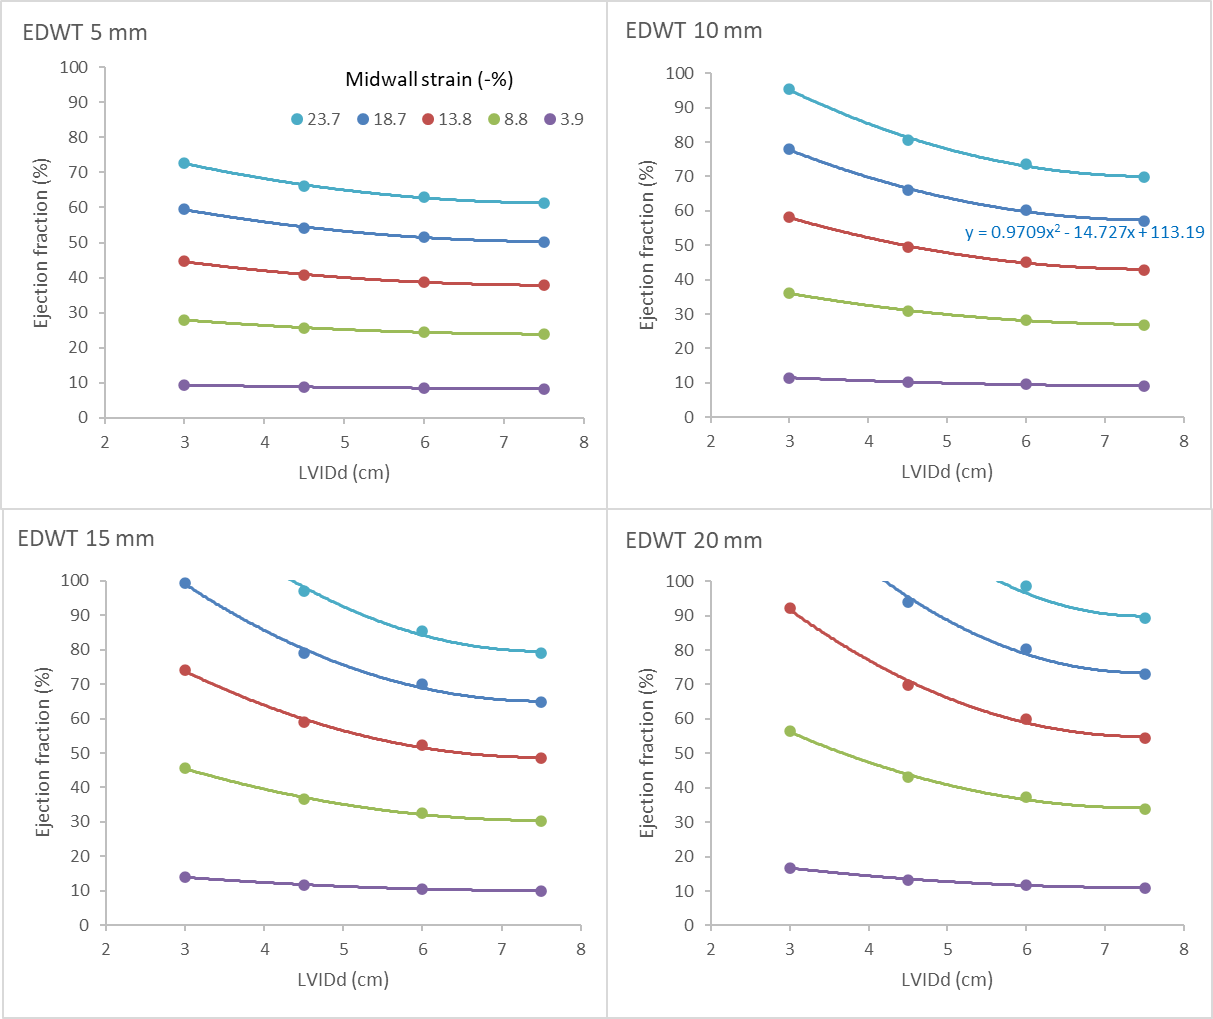 EDWT 5 mm
Midwall strain (-%)
23.7 18.7 13.8 8.8 3.9
Ejection fraction (%)
100
90
80
70
60
50
40
30
20
10
0
2 3 4 5 6 7 8
LVIDd (cm)
EDWT 10 mm
Ejection fraction (%)
100
90
80
70
60
50
40
30
20
10
0
y = 0.9709x² - 14.727x + 113.19
2 3 4 5 6 7 8
LVIDd (cm)
EDWT 15 mm
Ejection fraction (%)
100
90
80
70
60
50
40
30
20
10
0
2 3 4 5 6 7 8
LVIDd (cm)
EDWT 20 mm
Ejection fraction (%)
100
90
80
70
60
50
40
30
20
10
0
2 3 4 5 6 7 8
LVIDd (cm)